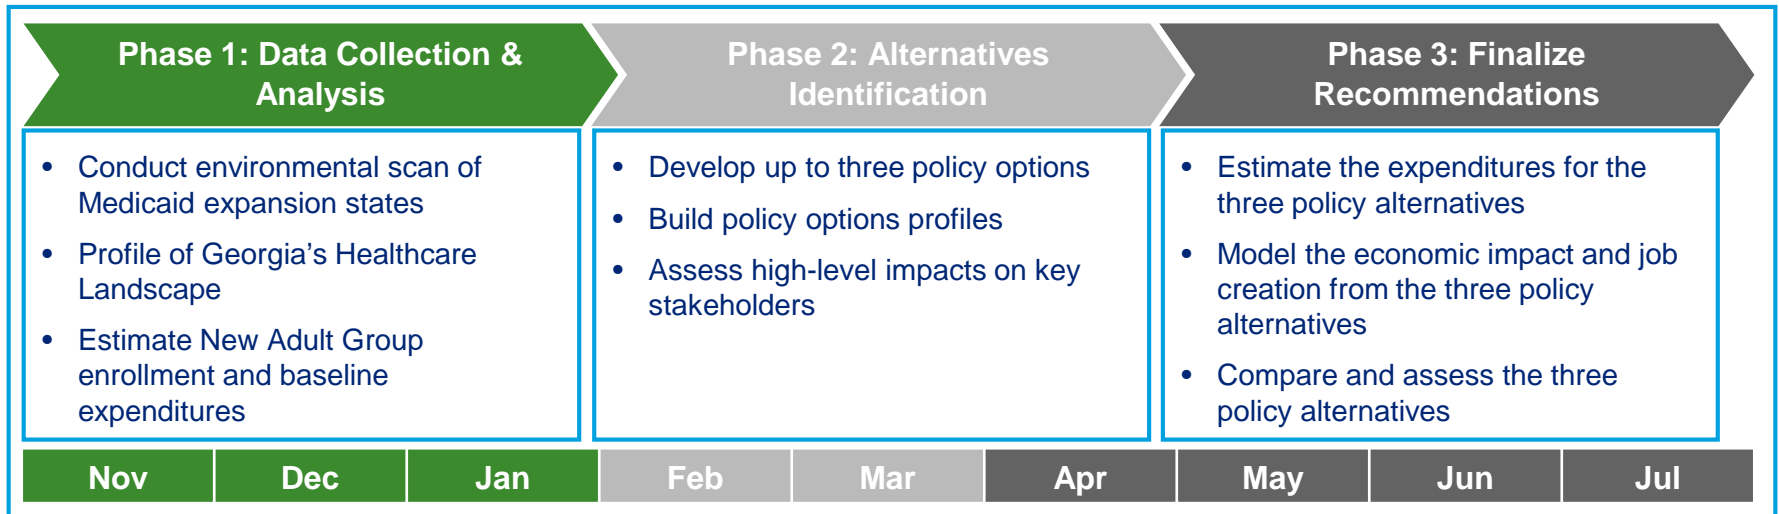 Phase 1: Data Collection &
Analysis
Phase 2: Alternatives
Identification
Phase 3: Finalize
Recommendations
• Conduct environmental scan of
Medicaid expansion states
• Profile of Georgia’s Healthcare
Landscape
• Estimate New Adult Group
enrollment and baseline
expenditures
• Develop up to three policy options
• Build policy options profiles
• Assess high-level impacts on key
stakeholders
• Estimate the expenditures for the
three policy alternatives
• Model the economic impact and job
creation from the three policy
alternatives
• Compare and assess the three
policy alternatives
Nov Dec Jan Feb Mar Apr May Jun Jul